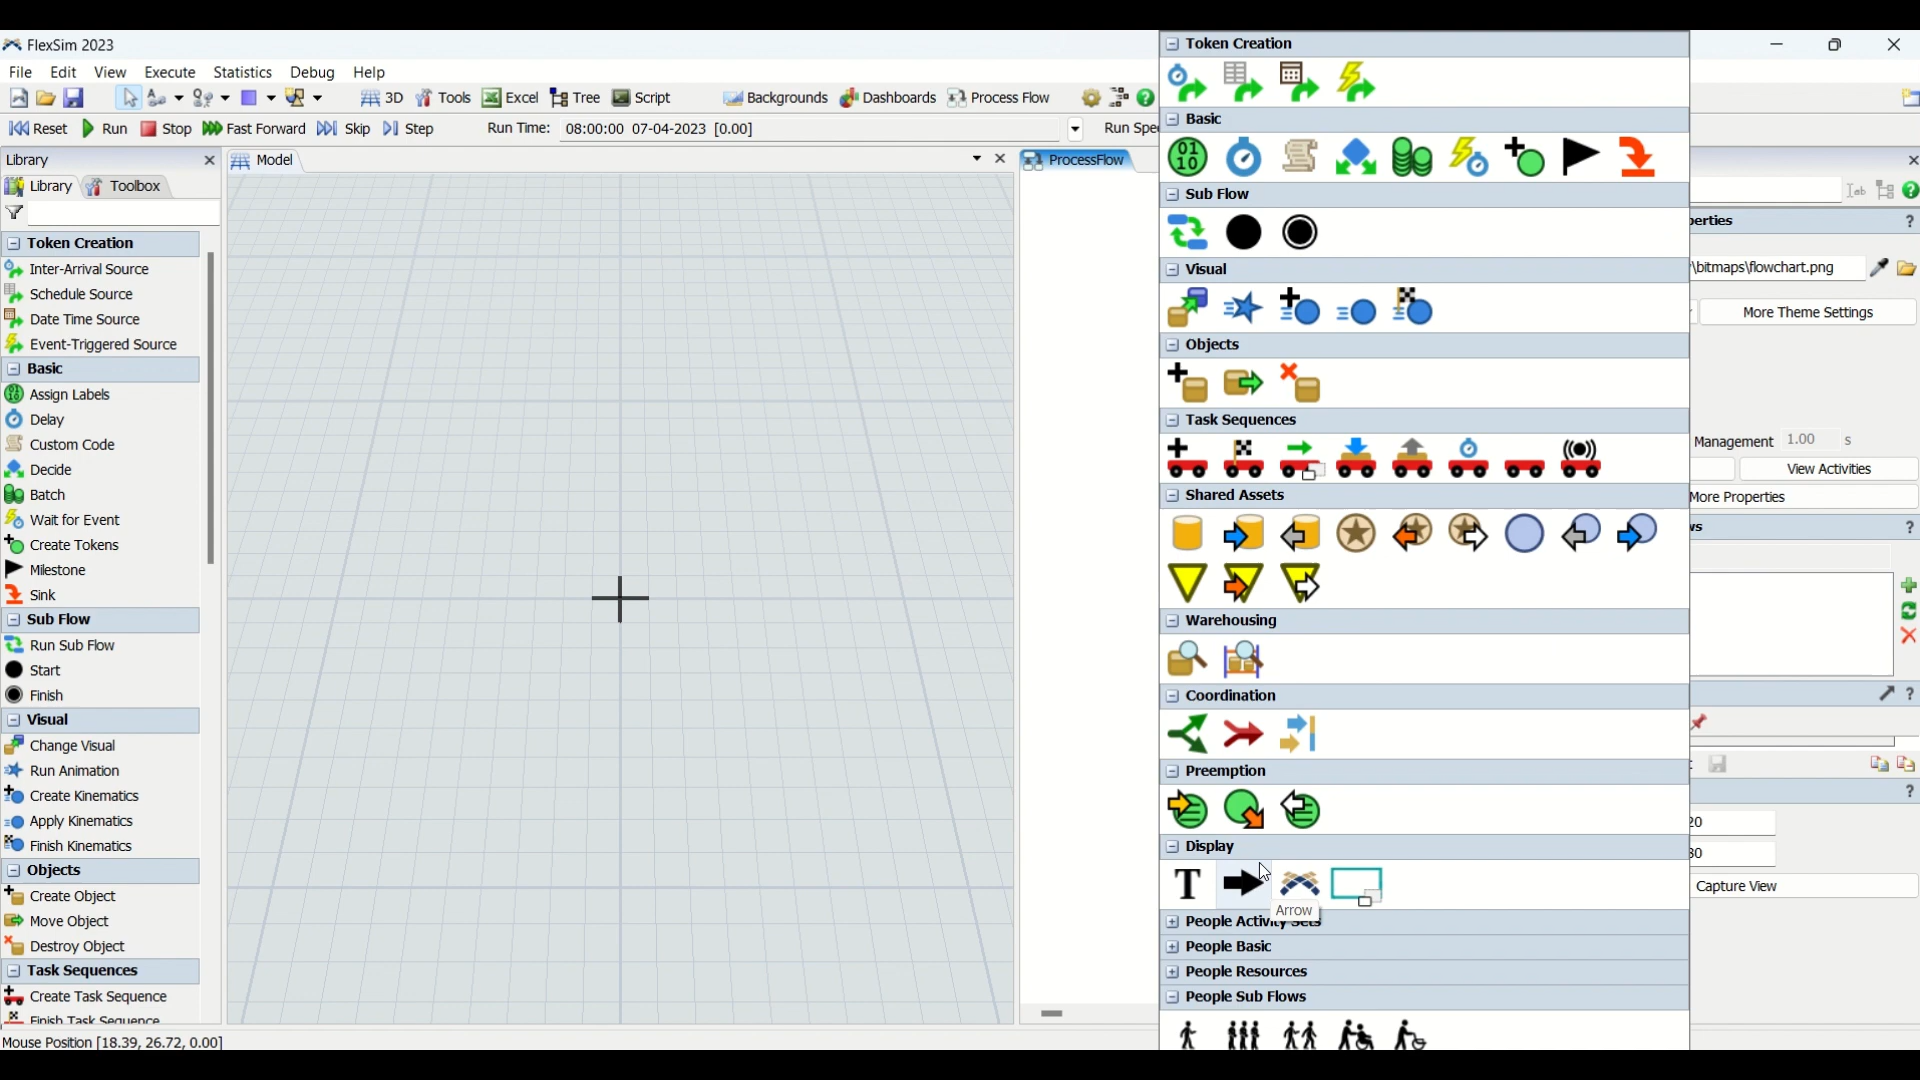 FlexSim 2023
File Edit View Execute Statistics Debug Help
3D Tools Excel Tree Script Backgrounds Dashboards Process Flow
Reset Run Stop Fast Forward Skip Step Run Time: 08:00:00 07-04-2023 [0.00] Run Spe
Library
Library Toolbox
Token Creation
Inter-Arrival Source
Schedule Source
Date Time Source
Event-Triggered Source
Basic
Assign Labels
Delay
Custom Code
Decide
Batch
Wait for Event
Create Tokens
Milestone
Sink
Sub Flow
Run Sub Flow
Start
Finish
Visual
Change Visual
Run Animation
Create Kinematics
Apply Kinematics
Finish Kinematics
Objects
Create Object
Move Object
Destroy Object
Task Sequences
Create Task Sequence
Finish Task Sequence
Mouse Position [18.39, 26.72, 0.00]
Model
ProcessFlow
Token Creation
Basic
Sub Flow
Visual
Objects
Task Sequences
Shared Assets
Warehousing
Coordination
Preemption
Display
T
Arrow
People Activity Sets
People Basic
People Resources
People Sub Flows
perties
\bitmaps\flowchart.png
More Theme Settings
Management 1.00 s
View Activities
More Properties
ws
20
30
Capture View